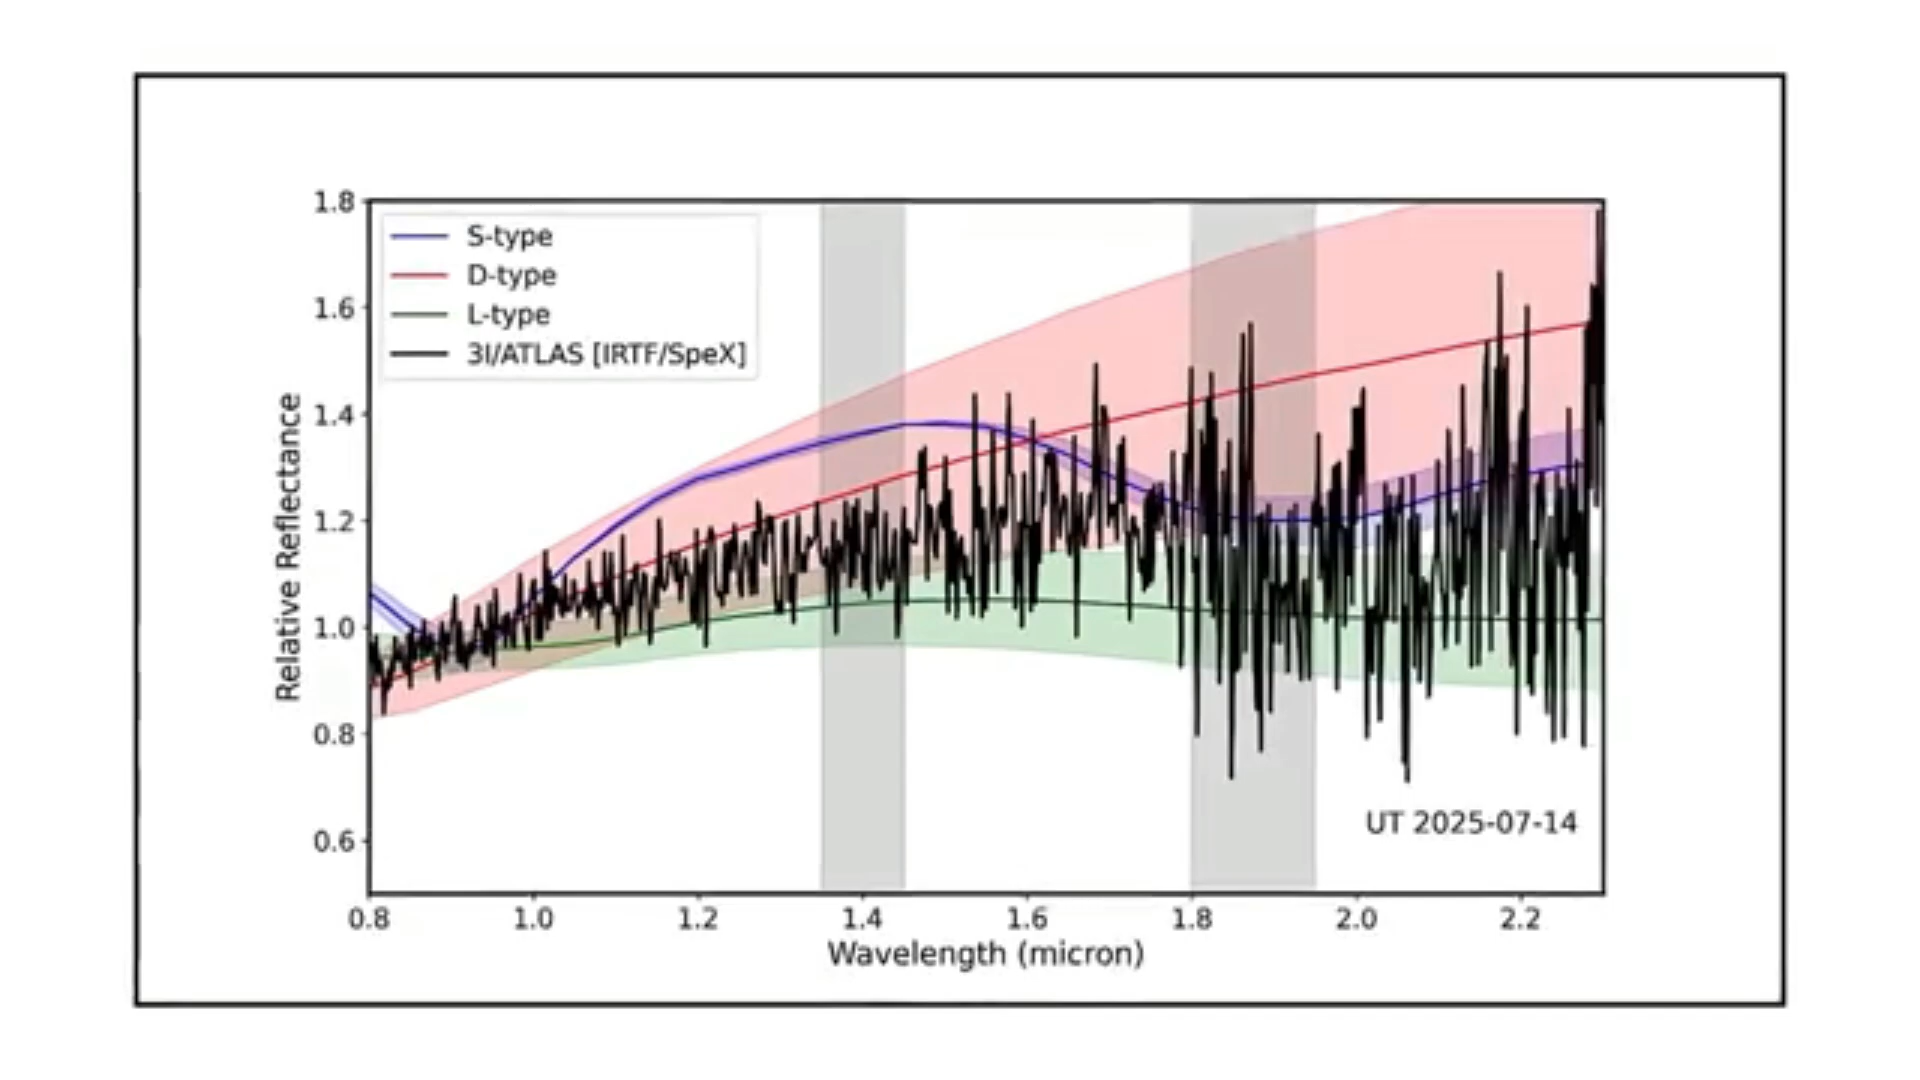 1.8
S-type
D-type
L-type
3I/ATLAS [IRTF/SpeX]
1.6
1.4
1.2
1.0
0.8
0.6
Relative Reflectance
UT 2025-07-14
0.8 1.0 1.2 1.4 1.6 1.8 2.0 2.2
Wavelength (micron)